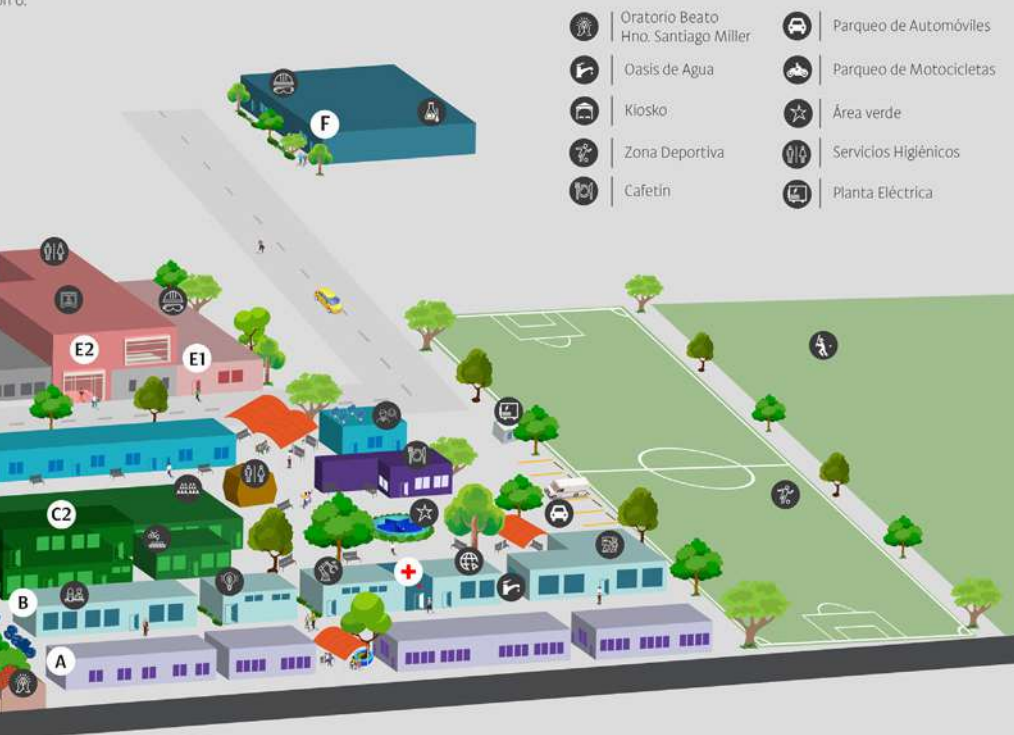 Oratorio Beato
Hno. Santiago Miller
Oasis de Agua
Kiosko
Zona Deportiva
Cafetín
Parqueo de Automóviles
Parqueo de Motocicletas
Área verde
Servicios Higiénicos
Planta Eléctrica
F
E2
E1
C2
B
A